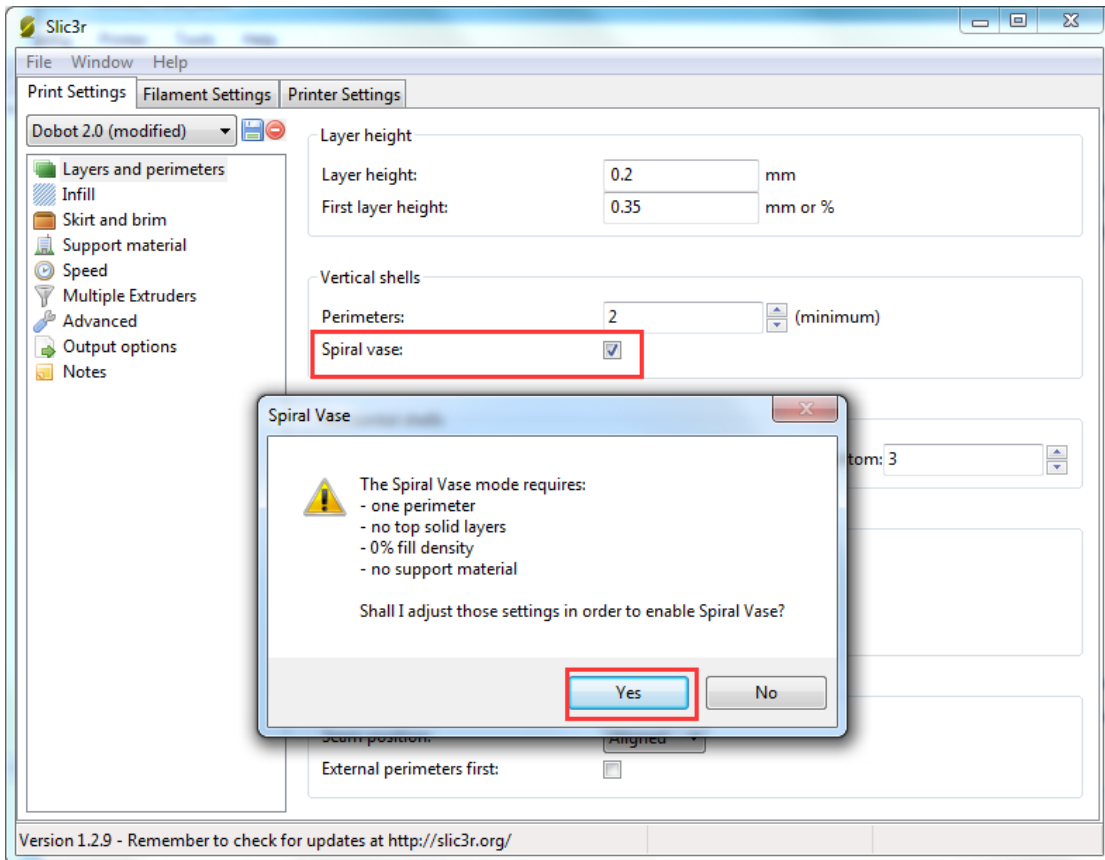 Slic3r
File Window Help
Print Settings Filament Settings Printer Settings
Dobot 2.0 (modified)
Layers and perimeters
Infill
Skirt and brim
Support material
Speed
Multiple Extruders
Advanced
Output options
Notes
Layer height
Layer height: 0.2 mm
First layer height: 0.35 mm or %
Vertical shells
Perimeters: 2 (minimum)
Spiral vase:
tom: 3
Spiral Vase
The Spiral Vase mode requires:
- one perimeter
- no top solid layers
- 0% fill density
- no support material
Shall I adjust those settings in order to enable Spiral Vase?
Yes No
Seam position: Aligned
External perimeters first:
Version 1.2.9 - Remember to check for updates at http://slic3r.org/